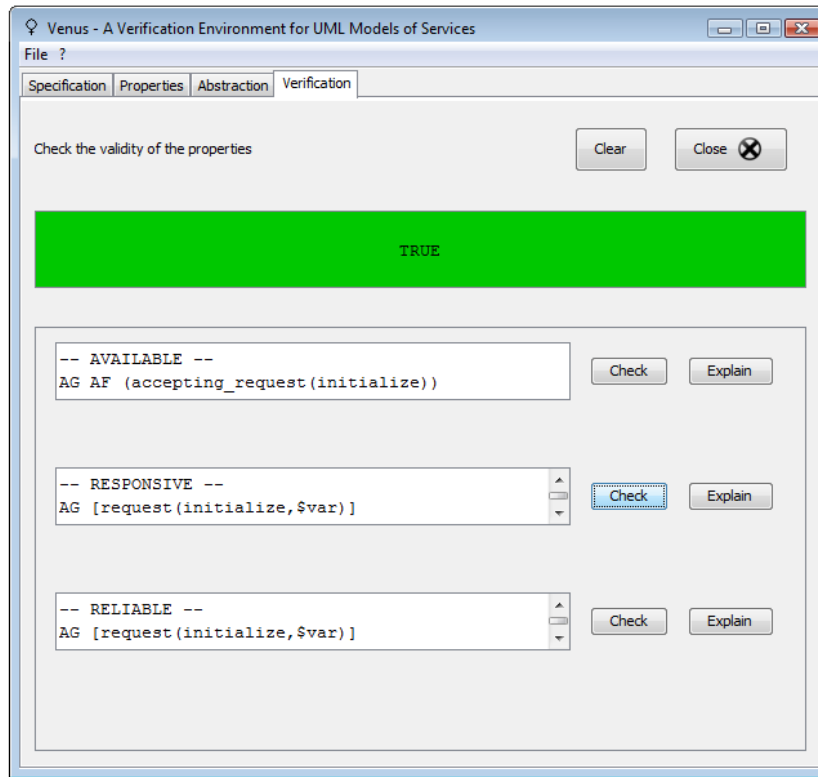 Venus - A Verification Environment for UML Models of Services
File ?
Specification Properties Abstraction Verification
Check the validity of the properties Clear Close
TRUE
-- AVAILABLE --
AG AF (accepting_request(initialize))
Check Explain
-- RESPONSIVE --
AG [request(initialize,$var)]
Check Explain
-- RELIABLE --
AG [request(initialize,$var)]
Check Explain